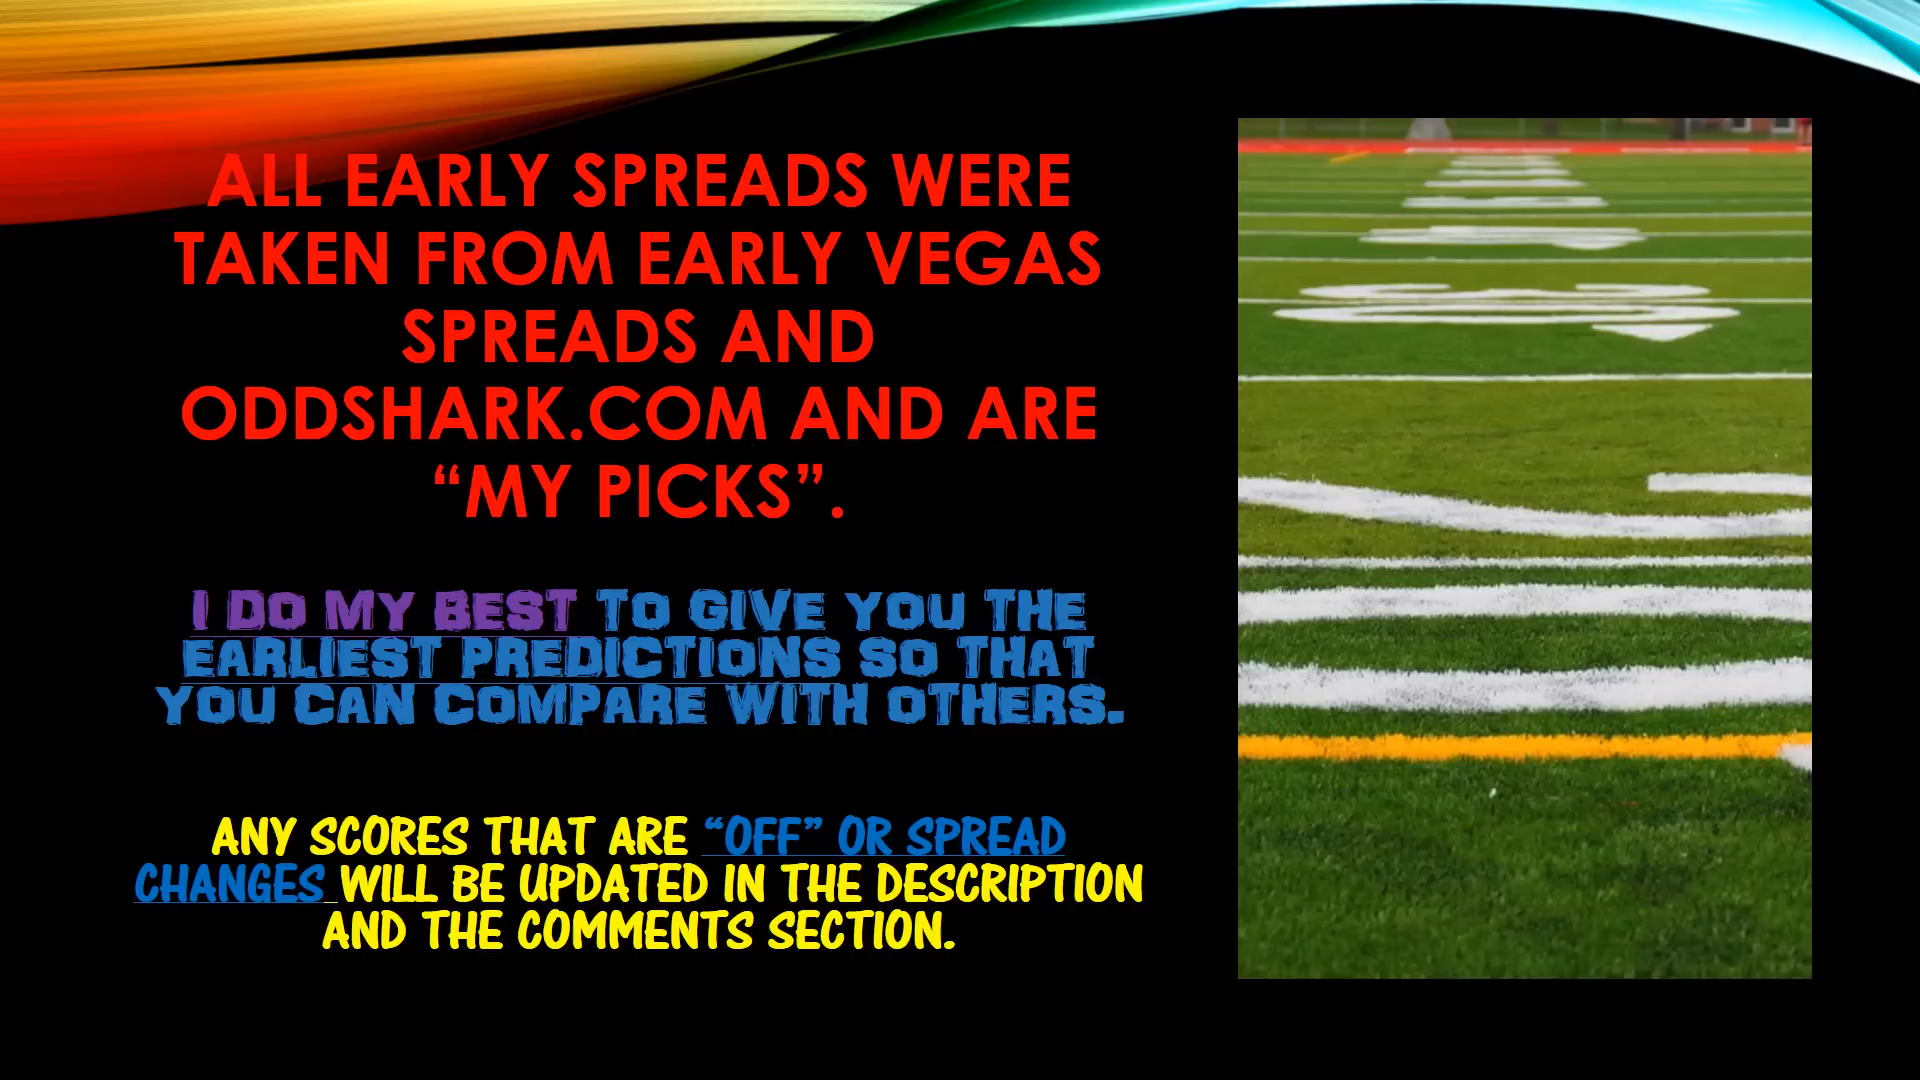 ALL EARLY SPREADS WERE
TAKEN FROM EARLY VEGAS
SPREADS AND
ODDSHARK.COM AND ARE
“MY PICKS”.
I DO MY BEST TO GIVE YOU THE
EARLIEST PREDICTIONS SO THAT
YOU CAN COMPARE WITH OTHERS.
ANY SCORES THAT ARE “OFF” OR SPREAD
CHANGES WILL BE UPDATED IN THE DESCRIPTION
AND THE COMMENTS SECTION.